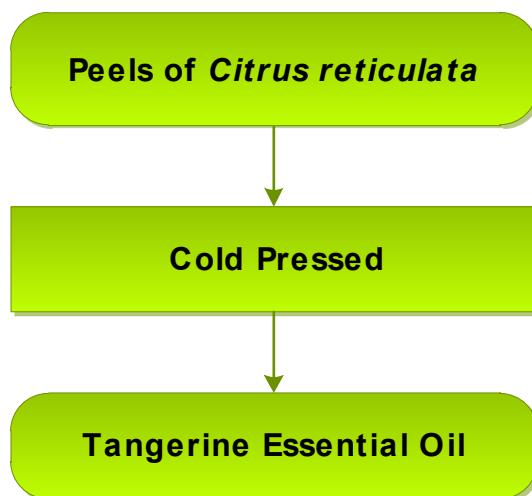 Peels of Citrus reticulata
Cold Pressed
Tangerine Essential Oil